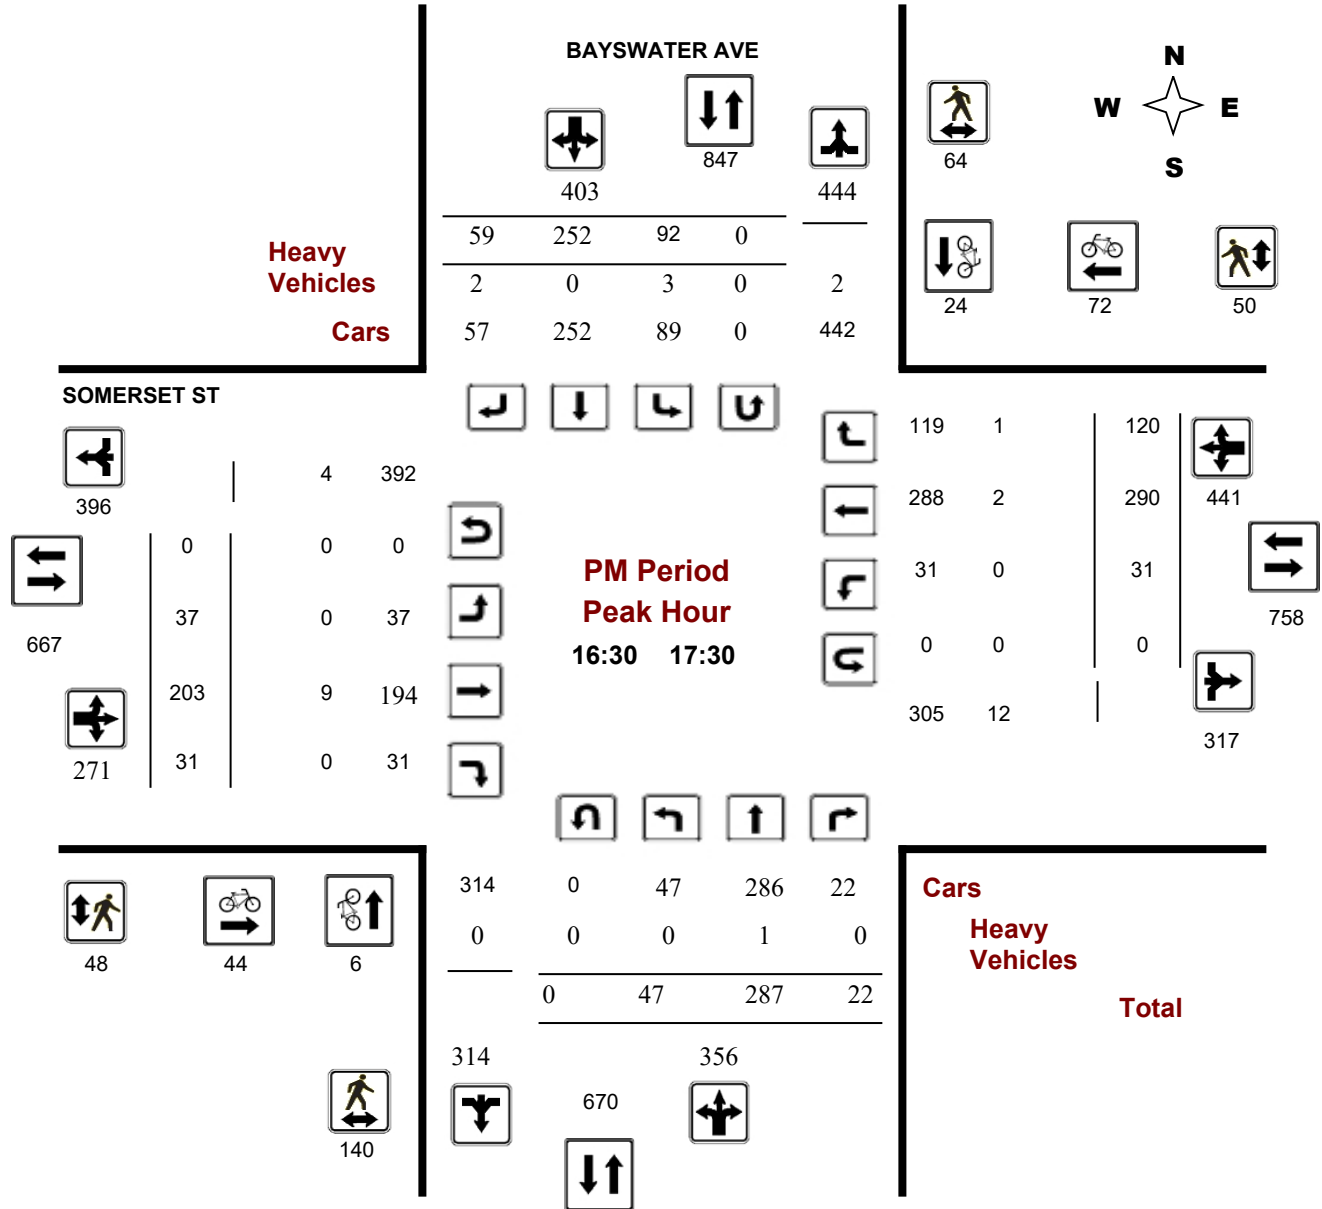 BAYSWATER AVE
N
W E
S
847
64
403 444
59 252 92 0
Heavy
Vehicles
2 0 3 0 2
24 72 50
Cars
57 252 89 0 442
SOMERSET ST
119 1 120
4 392
396
288 2 290 441
0 0 0
PM Period
31 0 31
Peak Hour
37 0 37
758
667
16:30 17:30
0 0 0
203 9 194
305 12
317
271 31 0 31
314 0 47 286 22
Cars
0 0 0 1 0
Heavy
Vehicles
48 44 6
0 47 287 22
Total
314 356
670
140